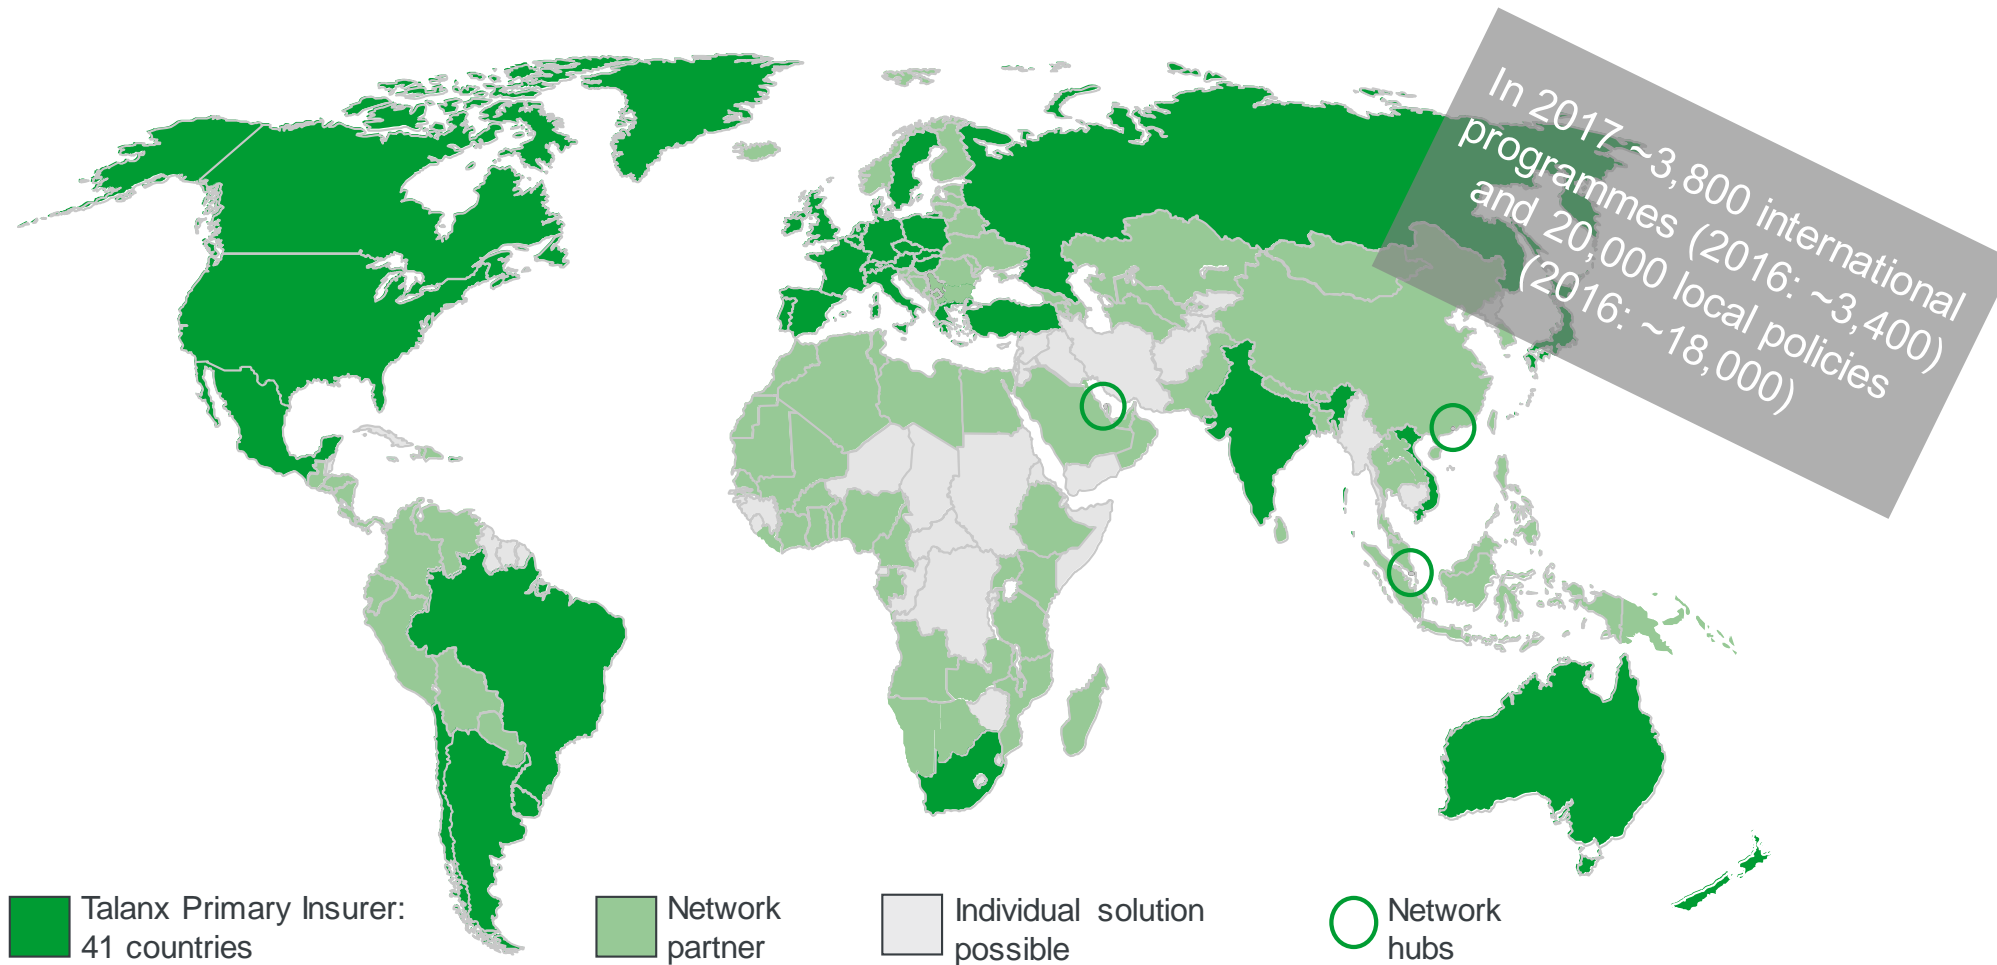 In 2017 ~3,800 international
programmes (2016: ~3,400)
and 20,000 local policies
(2016: ~18,000)
Talanx Primary Insurer:
41 countries
Network
partner
Individual solution
possible
Network
hubs